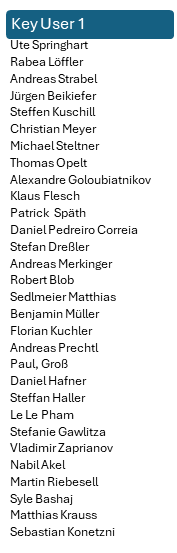 Key User 1
Ute Springhart
Rabea Löffler
Andreas Strabel
Jürgen Beikiefer
Steffen Kuschill
Christian Meyer
Michael Steltner
Thomas Opelt
Alexandre Goloubiatnikov
Klaus Flesch
Patrick Späth
Daniel Pedreiro Correia
Stefan Dreßler
Andreas Merkinger
Robert Blob
Sedlmeier Matthias
Benjamin Müller
Florian Kuchler
Andreas Prechtl
Paul, Groß
Daniel Hafner
Steffan Haller
Le Le Pham
Stefanie Gawlitza
Vladimir Zaprianov
Nabil Akel
Martin Riebesell
Syle Bashaj
Matthias Krauss
Sebastian Konetzni